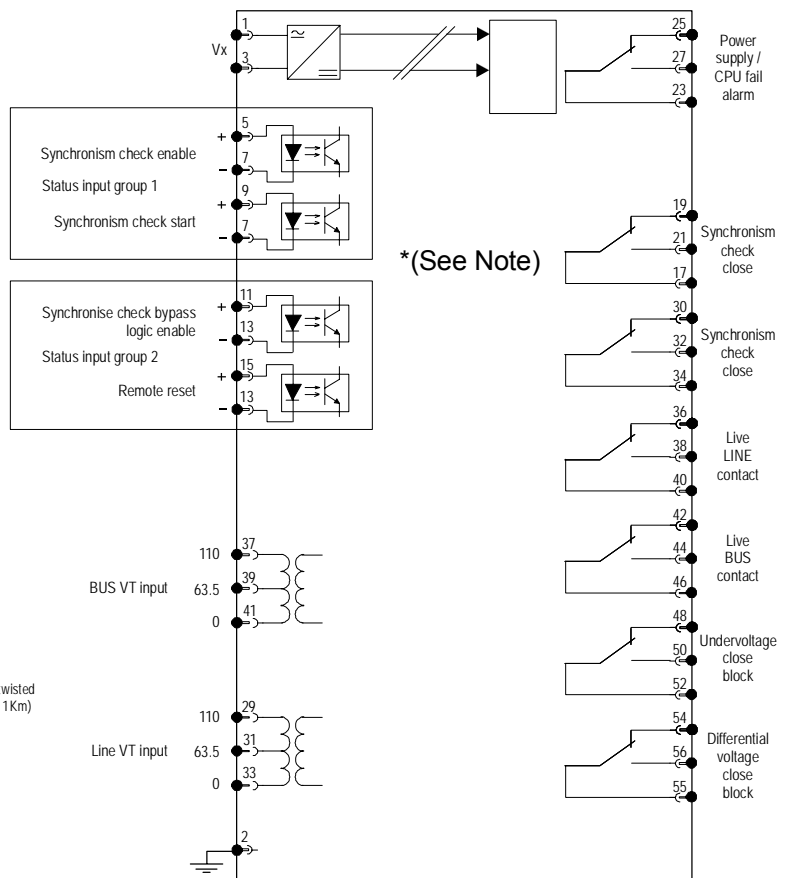 1
Vx
3
Synchronism check enable
+
5
–
7
Status input group 1
Synchronism check start
+
9
–
7
Synchronise check bypass
logic enable
+
11
–
13
Status input group 2
Remote reset
+
15
–
13
*(See Note)
BUS VT input
110
37
63.5
39
0
41
wisted
1Km)
Line VT input
110
29
63.5
31
0
33
2
25
27
23
Power
supply /
CPU fail
alarm
19
21
17
Synchronism
check
close
30
32
34
Synchronism
check
close
36
38
40
Live
LINE
contact
42
44
46
Live
BUS
contact
48
50
52
Undervoltage
close
block
54
56
55
Differential
voltage
close
block